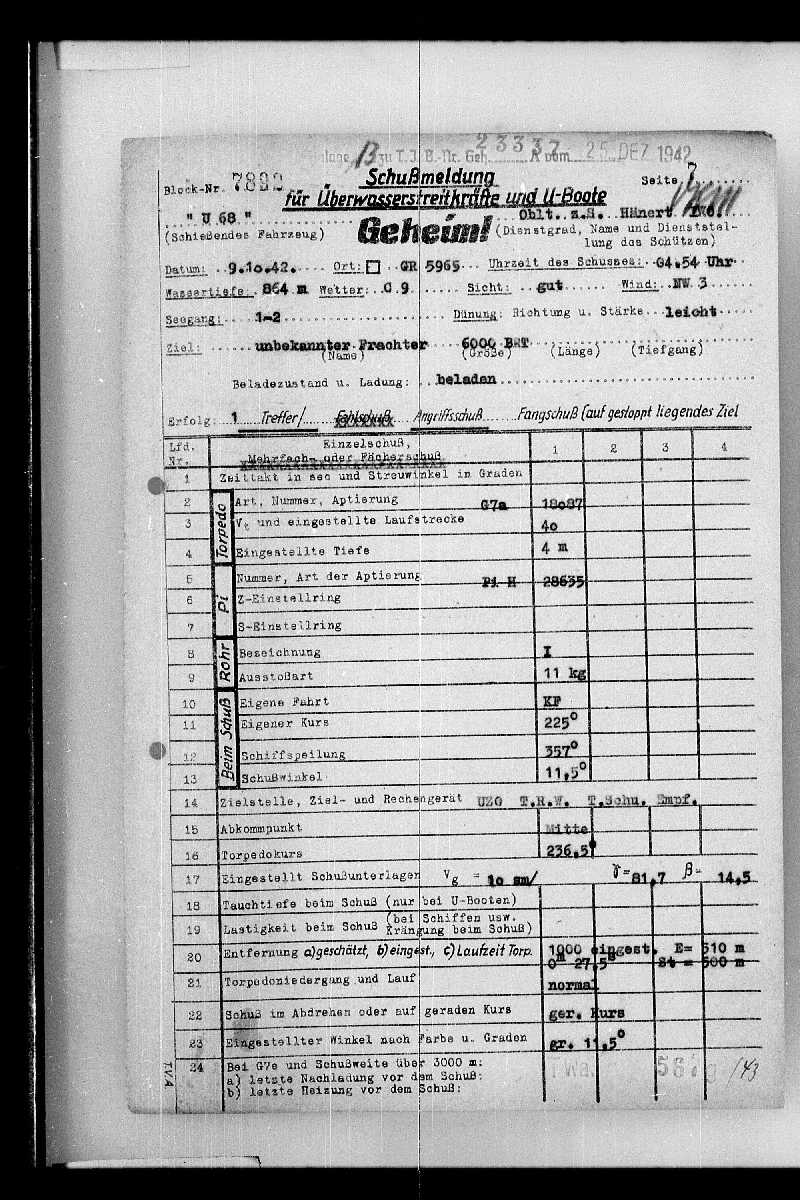 zu T.J.B.-Nr. Geh. 23337 A vom 25. DEZ 1942
Block-Nr. 7892 Schußmeldung Seite 7
für Überwasserstreitkräfte und U-Boote
" U 68 " Geheim! Oblt. z.S. Hänert
(Schießendes Fahrzeug) (Dienstgrad, Name und Dienststel-
lung des Schützen)
Datum: 9.10.42. Ort: GR 5965 Uhrzeit des Schusses: 04.54 Uhr
Wassertiefe: 864 m Wetter: C 9 Sicht: gut Wind: NW 3
Seegang: 1-2 Dünung: Richtung u. Stärke leicht
Ziel: unbekannter Frachter 6000 BRT
(Name) (Größe) (Länge) (Tiefgang)
Beladezustand u. Ladung: beladen
Erfolg: 1 Treffer/ Fehlschuß Angriffsschuß Fangschuß (auf gestoppt liegendes Ziel
Lfd. Nr. Einzelschuß, 1 2 3 4
Mehrfach- oder Fächerschuß
1 Zeittakt in sec und Streuwinkel in Graden
Torpedo
2 Art, Nummer, Aptierung G7a 18087
3 Vt und eingestellte Laufstrecke 40
4 Eingestellte Tiefe 4 m
Pi
5 Nummer, Art der Aptierung Pi H 28635
6 Z-Einstellring
7 S-Einstellring
Rohr
8 Bezeichnung I
9 Ausstoßart 11 kg
Beim Schuß
10 Eigene Fahrt KF
11 Eigener Kurs 225°
12 Schiffspeilung 357°
13 Schußwinkel 11,5°
14 Zielstelle, Ziel- und Rechengerät UZO T.R.W. T.Schu. Empf.
15 Abkommpunkt Mitte
16 Torpedokurs 236,5°
17 Eingestellt Schußunterlagen Vg = 10 sm/ γ= 81,7 β= 14,5
18 Tauchtiefe beim Schuß (nur bei U-Booten)
19 Lastigkeit beim Schuß (bei Schiffen usw.
Krängung beim Schuß)
20 Entfernung a) geschätzt, b) eingest., c) Laufzeit Torp. 1000 eingest. E= 510 m
0m 27,5s St = 500 m
21 Torpedoniedergang und Lauf normal
22 Schuß im Abdrehen oder auf geraden Kurs ger. Kurs
23 Eingestellter Winkel nach Farbe u. Graden gr. 11,5°
24 Bei G7e und Schußweite über 3000 m:
a) letzte Nachladung vor dem Schuß:
b) letzte Heizung vor dem Schuß:
T.V.A
1 Wa. 567 /43